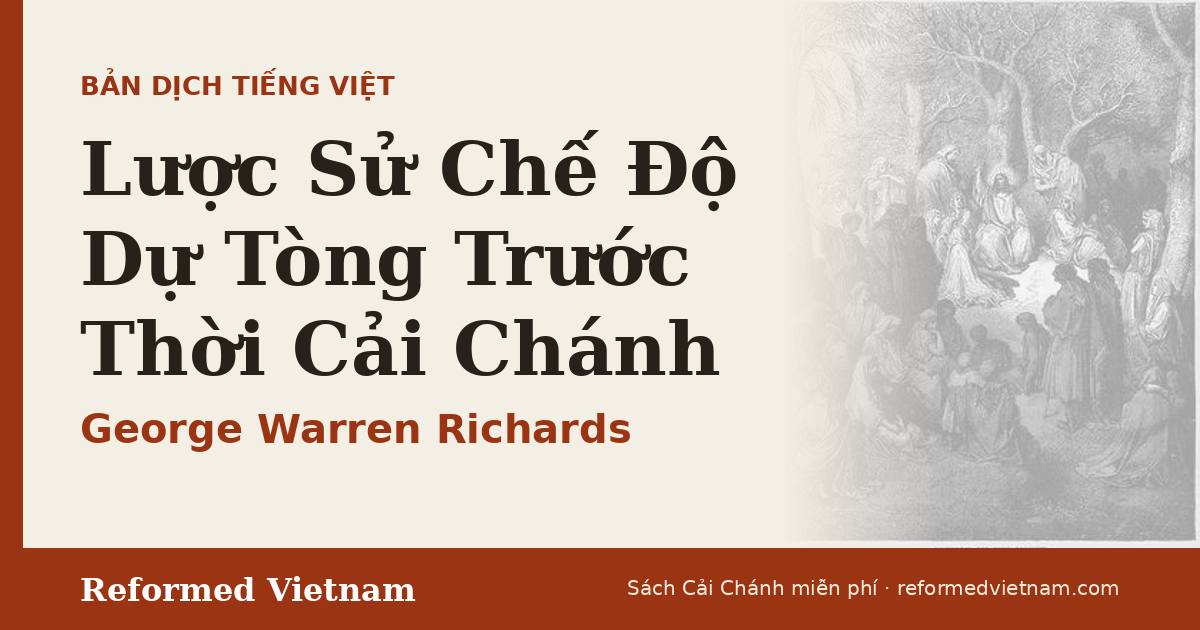 BẢN DỊCH TIẾNG VIỆT
Lược Sử Chế Độ
Dự Tòng Trước
Thời Cải Chánh
George Warren Richards
Reformed Vietnam
Sách Cải Chánh miễn phí · reformedvietnam.com